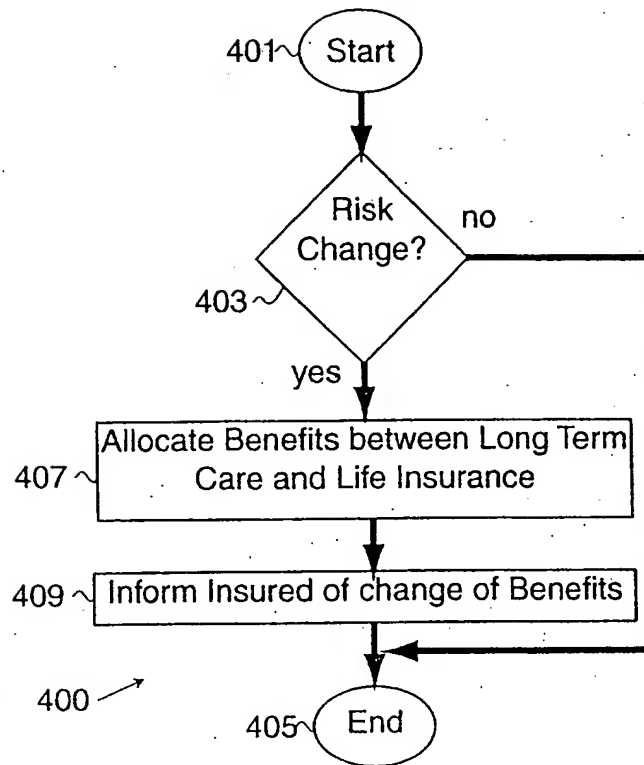 401
Start
Risk
Change?
no
403
yes
Allocate Benefits between Long Term
Care and Life Insurance
407
409
Inform Insured of change of Benefits
400
405
End